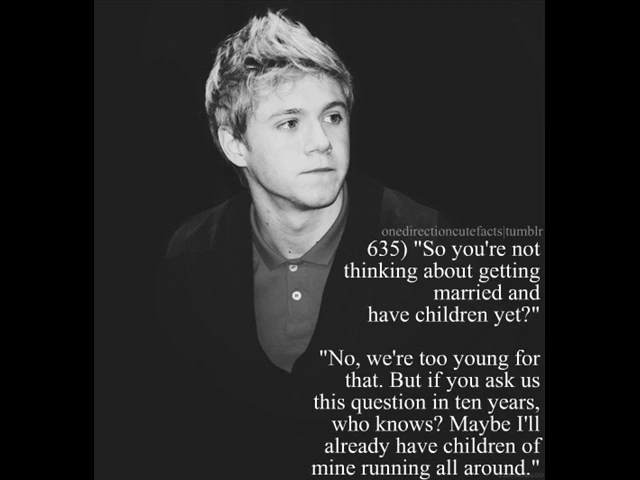 onedirectioncutefacts|tumblr
635) "So you're not
thinking about getting
married and
have children yet?"
"No, we're too young for
that. But if you ask us
this question in ten years,
who knows? Maybe I'll
already have children of
mine running all around."